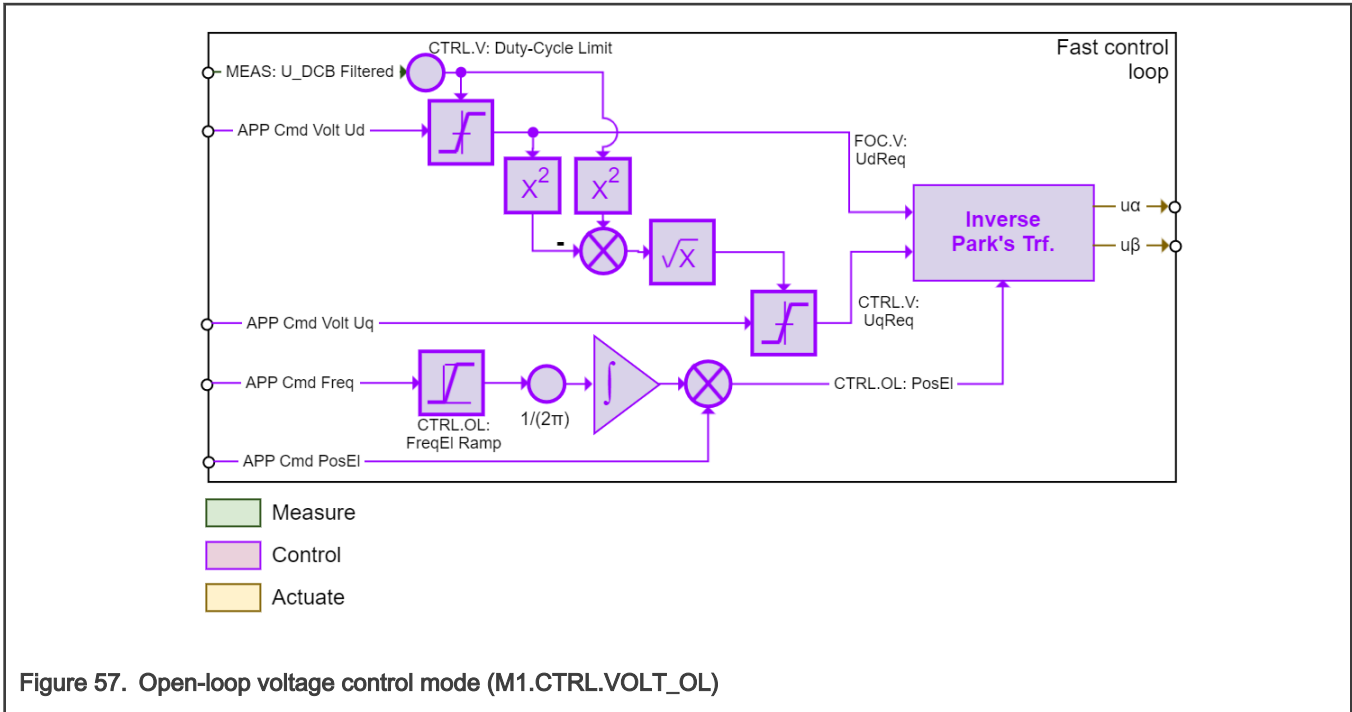 CTRL.V: Duty-Cycle Limit
Fast control
loop
MEAS: U_DCB Filtered
APP Cmd Volt Ud
FOC.V:
UdReq
X²
X²
-
√X
Inverse
Park's Trf.
uα
uβ
APP Cmd Volt Uq
CTRL.V:
UqReq
APP Cmd Freq
∫
CTRL.OL: PosEl
CTRL.OL:
FreqEl Ramp
1/(2π)
APP Cmd PosEl
Measure
Control
Actuate
Figure 57. Open-loop voltage control mode (M1.CTRL.VOLT_OL)